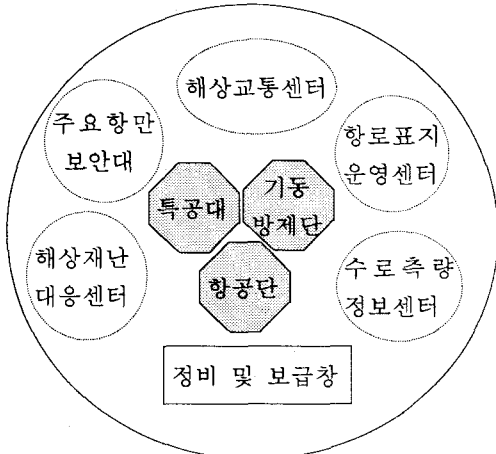 해상교통센터
주요항만
보안대
항로표지
운영센터
특공대
기동
방제단
해상재난
대응센터
항공단
수로측량
정보센터
정비 및 보급창